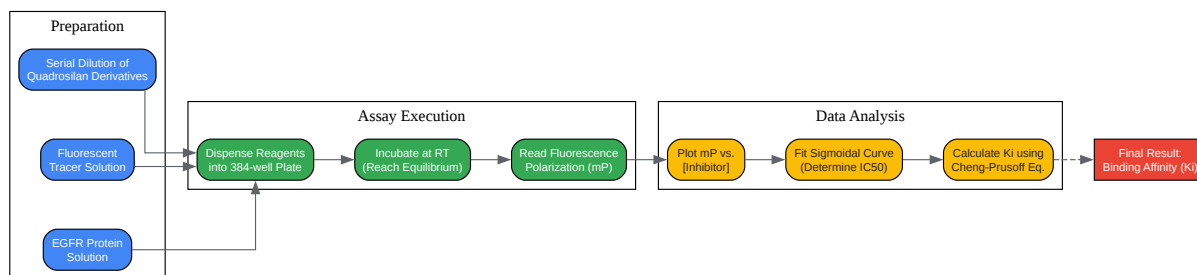 Preparation
Serial Dilution of
Quadrosilan Derivatives
Fluorescent
Tracer Solution
EGFR Protein
Solution
Assay Execution
Dispense Reagents
into 384-well Plate
Incubate at RT
(Reach Equilibrium)
Read Fluorescence
Polarization (mP)
Data Analysis
Plot mP vs.
[Inhibitor]
Fit Sigmoidal Curve
(Determine IC50)
Calculate Ki using
Cheng-Prusoff Eq.
Final Result:
Binding Affinity (Ki)